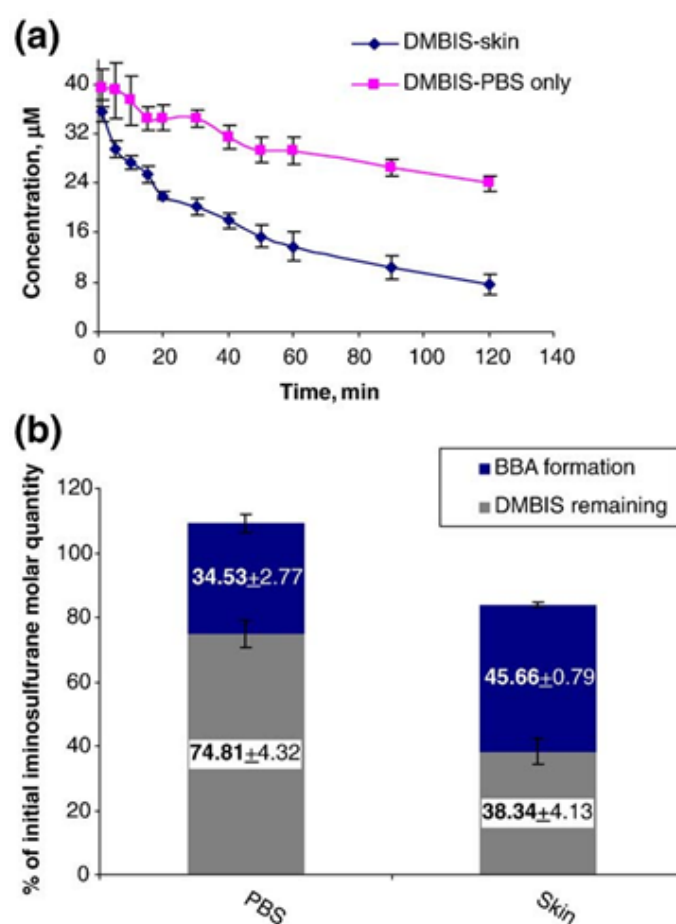 (a)
DMBIS-skin
DMBIS-PBS only
Concentration, µM
40
32
24
16
8
0
0 20 40 60 80 100 120 140
Time, min
(b)
BBA formation
DMBIS remaining
% of initial iminosulfurane molar quantity
120
100
80
60
40
20
0
34.53±2.77
74.81±4.32
45.66±0.79
38.34±4.13
PBS
Skin